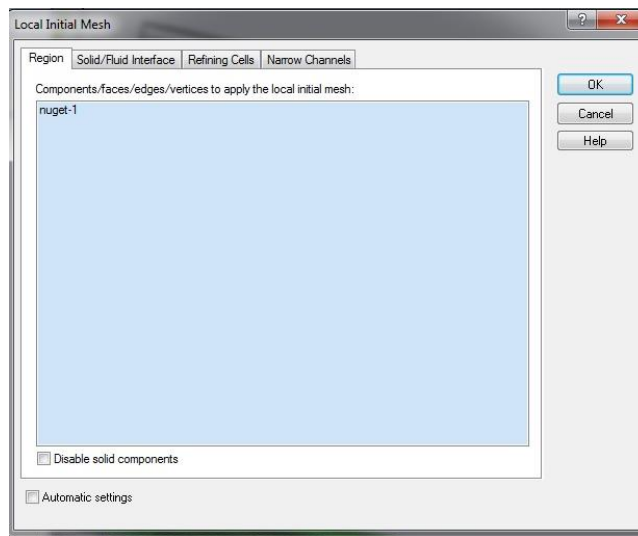 Local Initial Mesh
?
X
Region
Solid/Fluid Interface
Refining Cells
Narrow Channels
Components/faces/edges/vertices to apply the local initial mesh:
nuget-1
OK
Cancel
Help
Disable solid components
Automatic settings